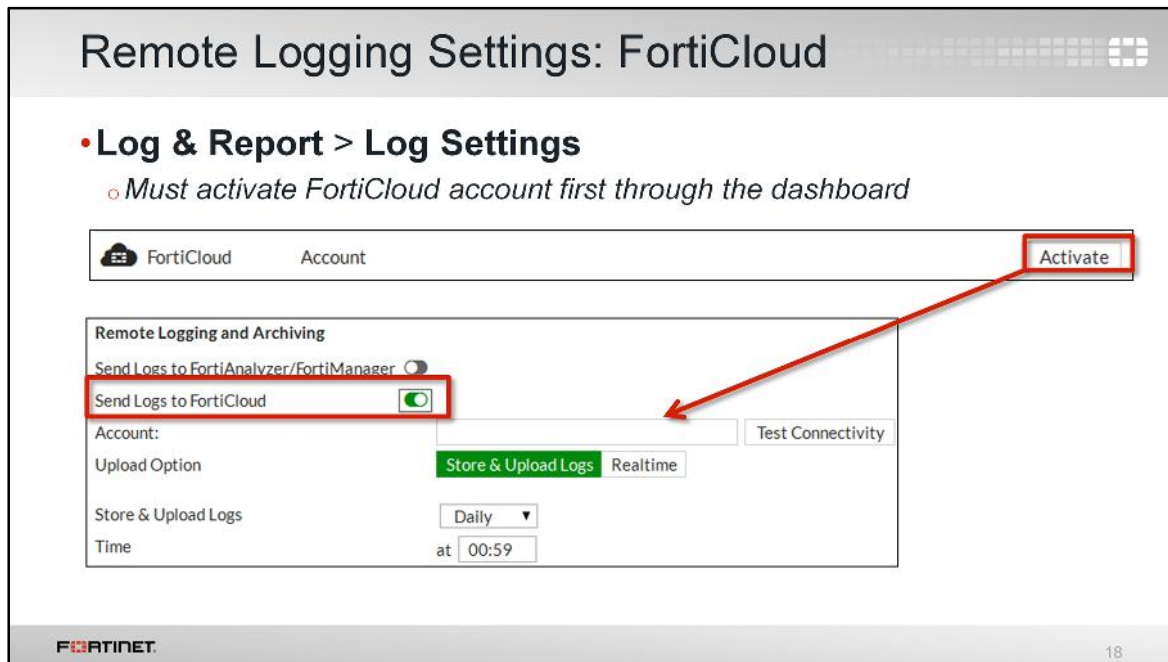 Remote Logging Settings: FortiCloud
•Log & Report > Log Settings
o Must activate FortiCloud account first through the dashboard
FortiCloud Account Activate
Remote Logging and Archiving
Send Logs to FortiAnalyzer/FortiManager
Send Logs to FortiCloud
Account: Test Connectivity
Upload Option Store & Upload Logs Realtime
Store & Upload Logs Daily ▼
Time at 00:59
FORTINET. 18